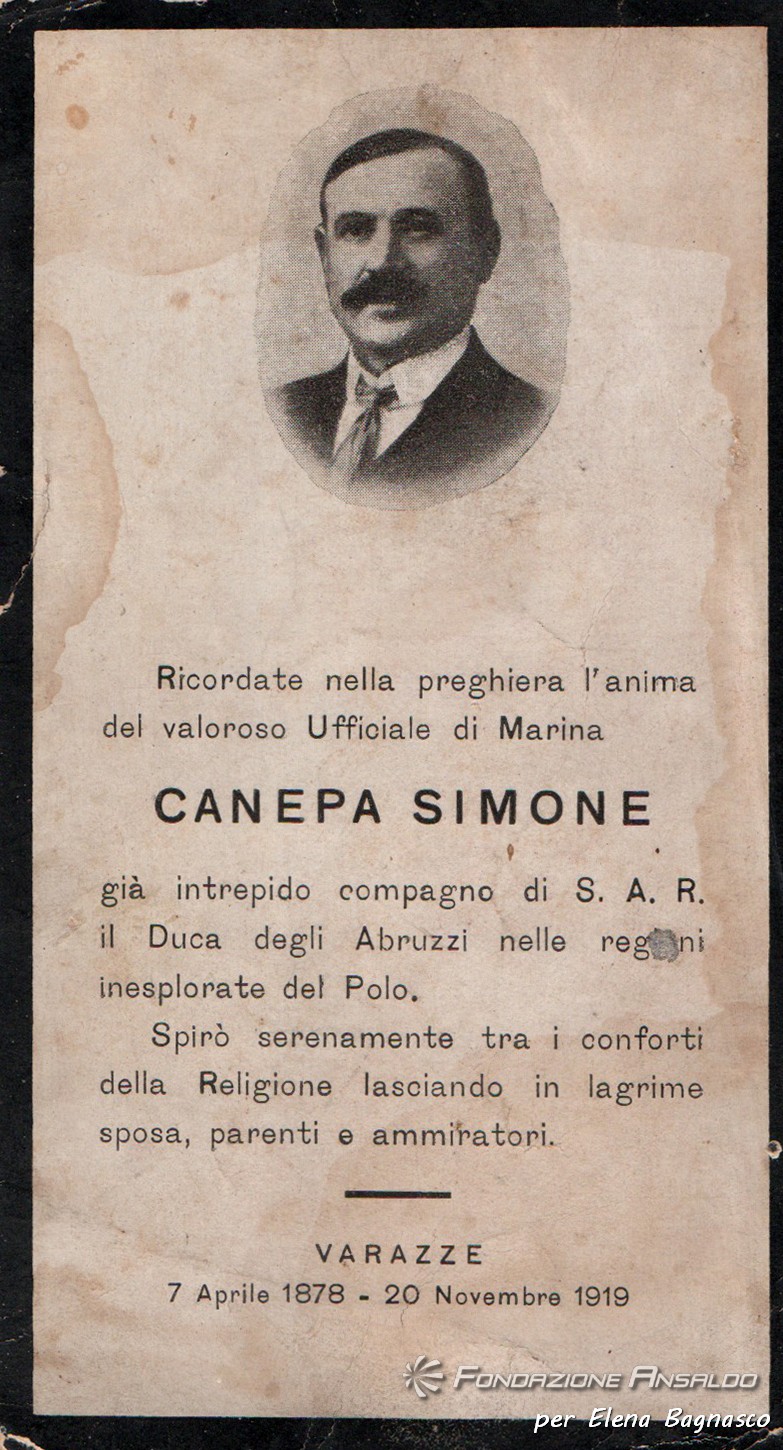 Ricordate nella preghiera l'anima
del valoroso Ufficiale di Marina
CANEPA SIMONE
già intrepido compagno di S. A. R.
il Duca degli Abruzzi nelle
inesplorate del Polo.
Spirò serenamente tra i conforti
della Religione lasciando in lagrime
sposa, parenti e ammiratori.
VARAZZE
7 Aprile 1878 - 20 Novembre 1919
FONDAZIONE ANSALDO
per Elena Bagnasco